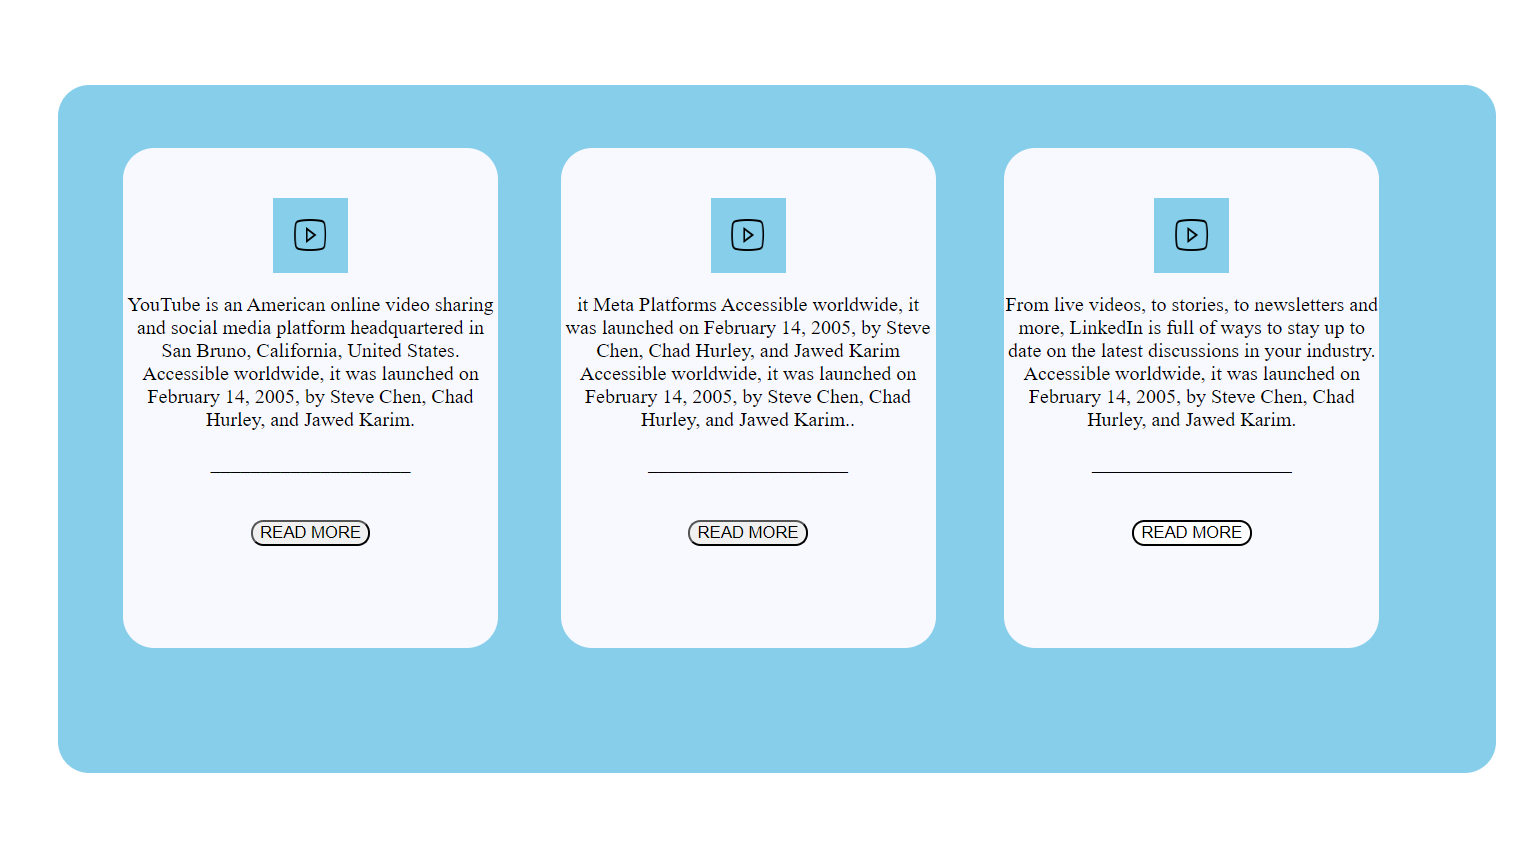 YouTube is an American online video sharing
and social media platform headquartered in
San Bruno, California, United States.
Accessible worldwide, it was launched on
February 14, 2005, by Steve Chen, Chad
Hurley, and Jawed Karim.
____________________
READ MORE
it Meta Platforms Accessible worldwide, it
was launched on February 14, 2005, by Steve
Chen, Chad Hurley, and Jawed Karim
Accessible worldwide, it was launched on
February 14, 2005, by Steve Chen, Chad
Hurley, and Jawed Karim..
____________________
READ MORE
From live videos, to stories, to newsletters and
more, LinkedIn is full of ways to stay up to
date on the latest discussions in your industry.
Accessible worldwide, it was launched on
February 14, 2005, by Steve Chen, Chad
Hurley, and Jawed Karim.
____________________
READ MORE